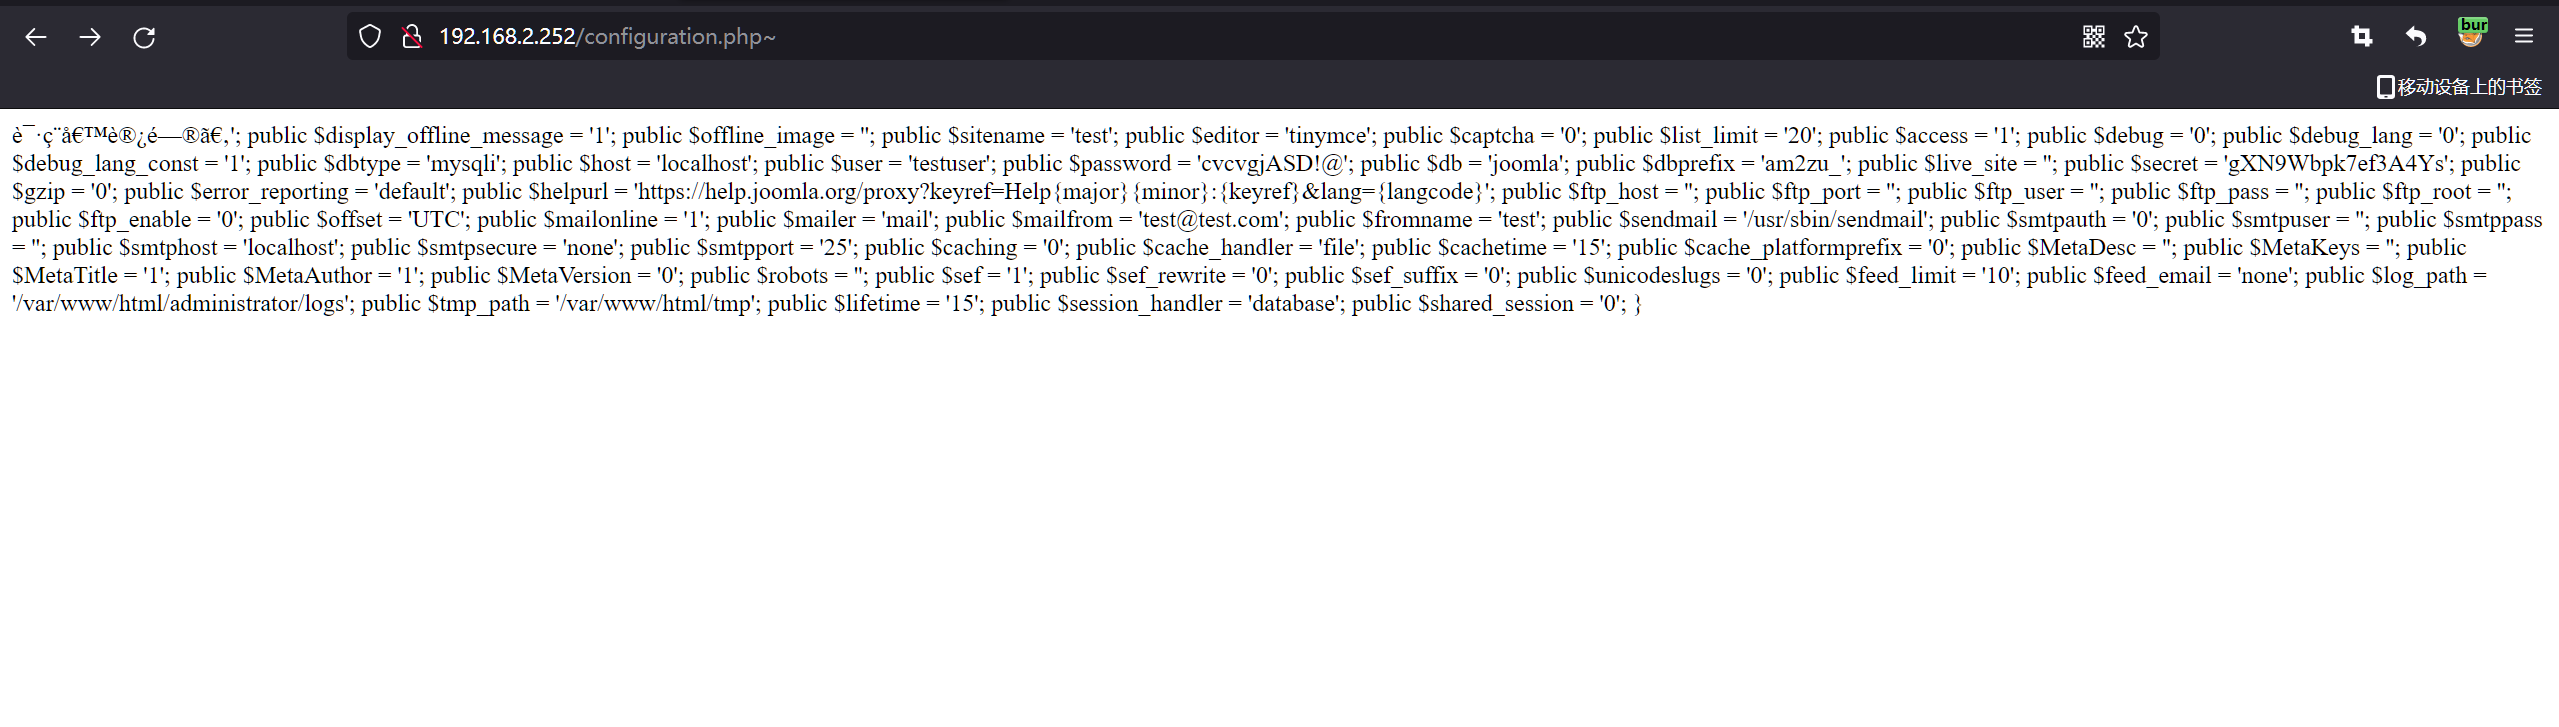 192.168.2.252/configuration.php~
bur
移动设备上的书签
è¯·ç¨å€™è®¿é—®ã€‚'; public $display_offline_message = '1'; public $offline_image = ''; public $sitename = 'test'; public $editor = 'tinymce'; public $captcha = '0'; public $list_limit = '20'; public $access = '1'; public $debug = '0'; public $debug_lang = '0'; public
$debug_lang_const = '1'; public $dbtype = 'mysqli'; public $host = 'localhost'; public $user = 'testuser'; public $password = 'cvcvgjASD!@'; public $db = 'joomla'; public $dbprefix = 'am2zu_'; public $live_site = ''; public $secret = 'gXN9Wbpk7ef3A4Ys'; public
$gzip = '0'; public $error_reporting = 'default'; public $helpurl = 'https://help.joomla.org/proxy?keyref=Help{major}{minor}:{keyref}&lang={langcode}'; public $ftp_host = ''; public $ftp_port = ''; public $ftp_user = ''; public $ftp_pass = ''; public $ftp_root = '';
public $ftp_enable = '0'; public $offset = 'UTC'; public $mailonline = '1'; public $mailer = 'mail'; public $mailfrom = 'test@test.com'; public $fromname = 'test'; public $sendmail = '/usr/sbin/sendmail'; public $smtpauth = '0'; public $smtpuser = ''; public $smtppass
= ''; public $smtphost = 'localhost'; public $smtpsecure = 'none'; public $smtpport = '25'; public $caching = '0'; public $cache_handler = 'file'; public $cachetime = '15'; public $cache_platformprefix = '0'; public $MetaDesc = ''; public $MetaKeys = ''; public
$MetaTitle = '1'; public $MetaAuthor = '1'; public $MetaVersion = '0'; public $robots = ''; public $sef = '1'; public $sef_rewrite = '0'; public $sef_suffix = '0'; public $unicodeslugs = '0'; public $feed_limit = '10'; public $feed_email = 'none'; public $log_path =
'/var/www/html/administrator/logs'; public $tmp_path = '/var/www/html/tmp'; public $lifetime = '15'; public $session_handler = 'database'; public $shared_session = '0'; }